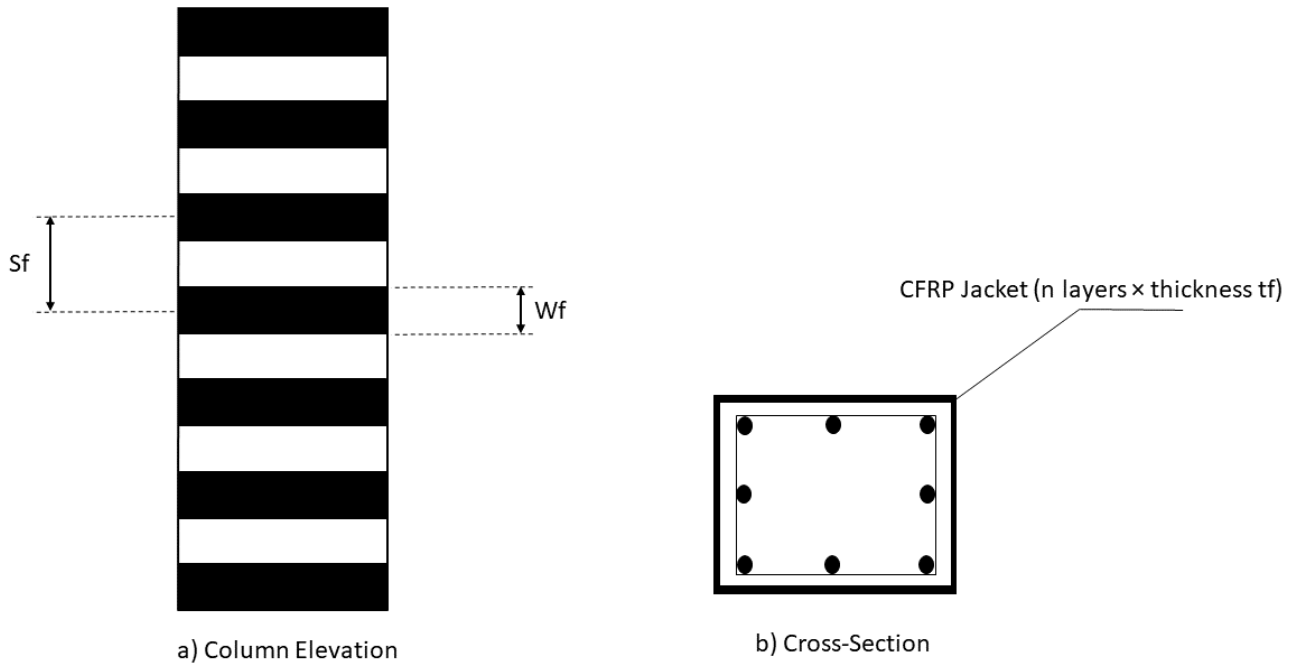 Sf
Wf
CFRP Jacket (n layers × thickness tf)
a) Column Elevation
b) Cross-Section